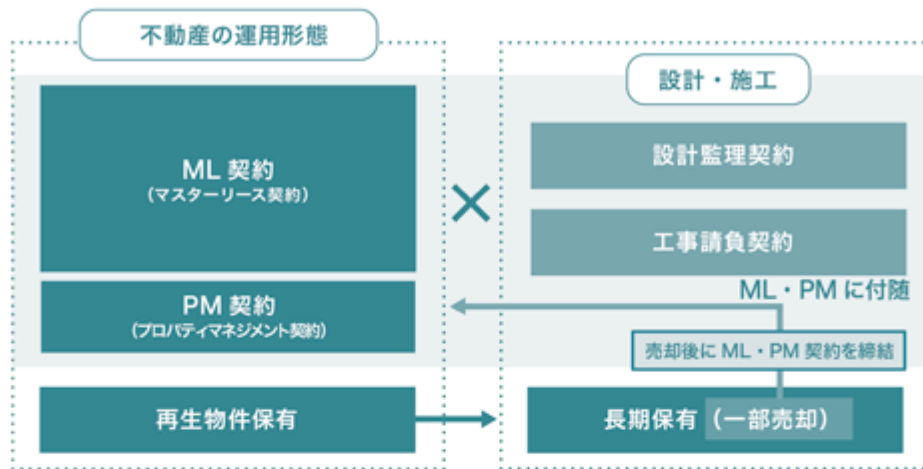 不動産の運用形態
ML 契約
（マスターリース契約）
PM 契約
（プロパティマネジメント契約）
再生物件保有
×
設計・施工
設計監理契約
工事請負契約
ML・PM に付随
売却後に ML・PM 契約を締結
長期保有（一部売却）